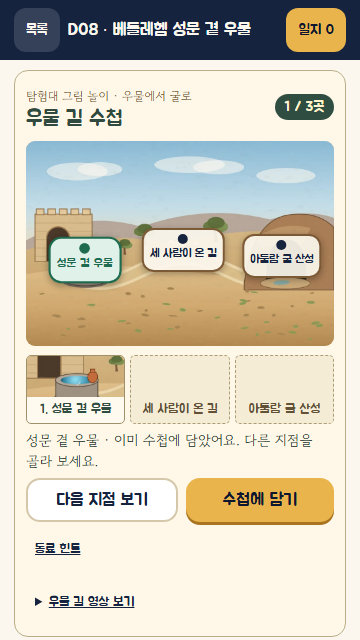 목록
D08 · 베들레헴 성문 곁 우물
일지 0
탐험대 그림 놀이 · 우물에서 굴로
우물 길 수첩
1 / 3곳
성문 곁 우물
세 사람이 온 길
아둘람 굴 산성
1. 성문 곁 우물
세 사람이 온 길
아둘람 굴 산성
성문 곁 우물 · 이미 수첩에 담았어요. 다른 지점을
골라 보세요.
다음 지점 보기
수첩에 담기
동료 힌트
▶ 우물 길 영상 보기